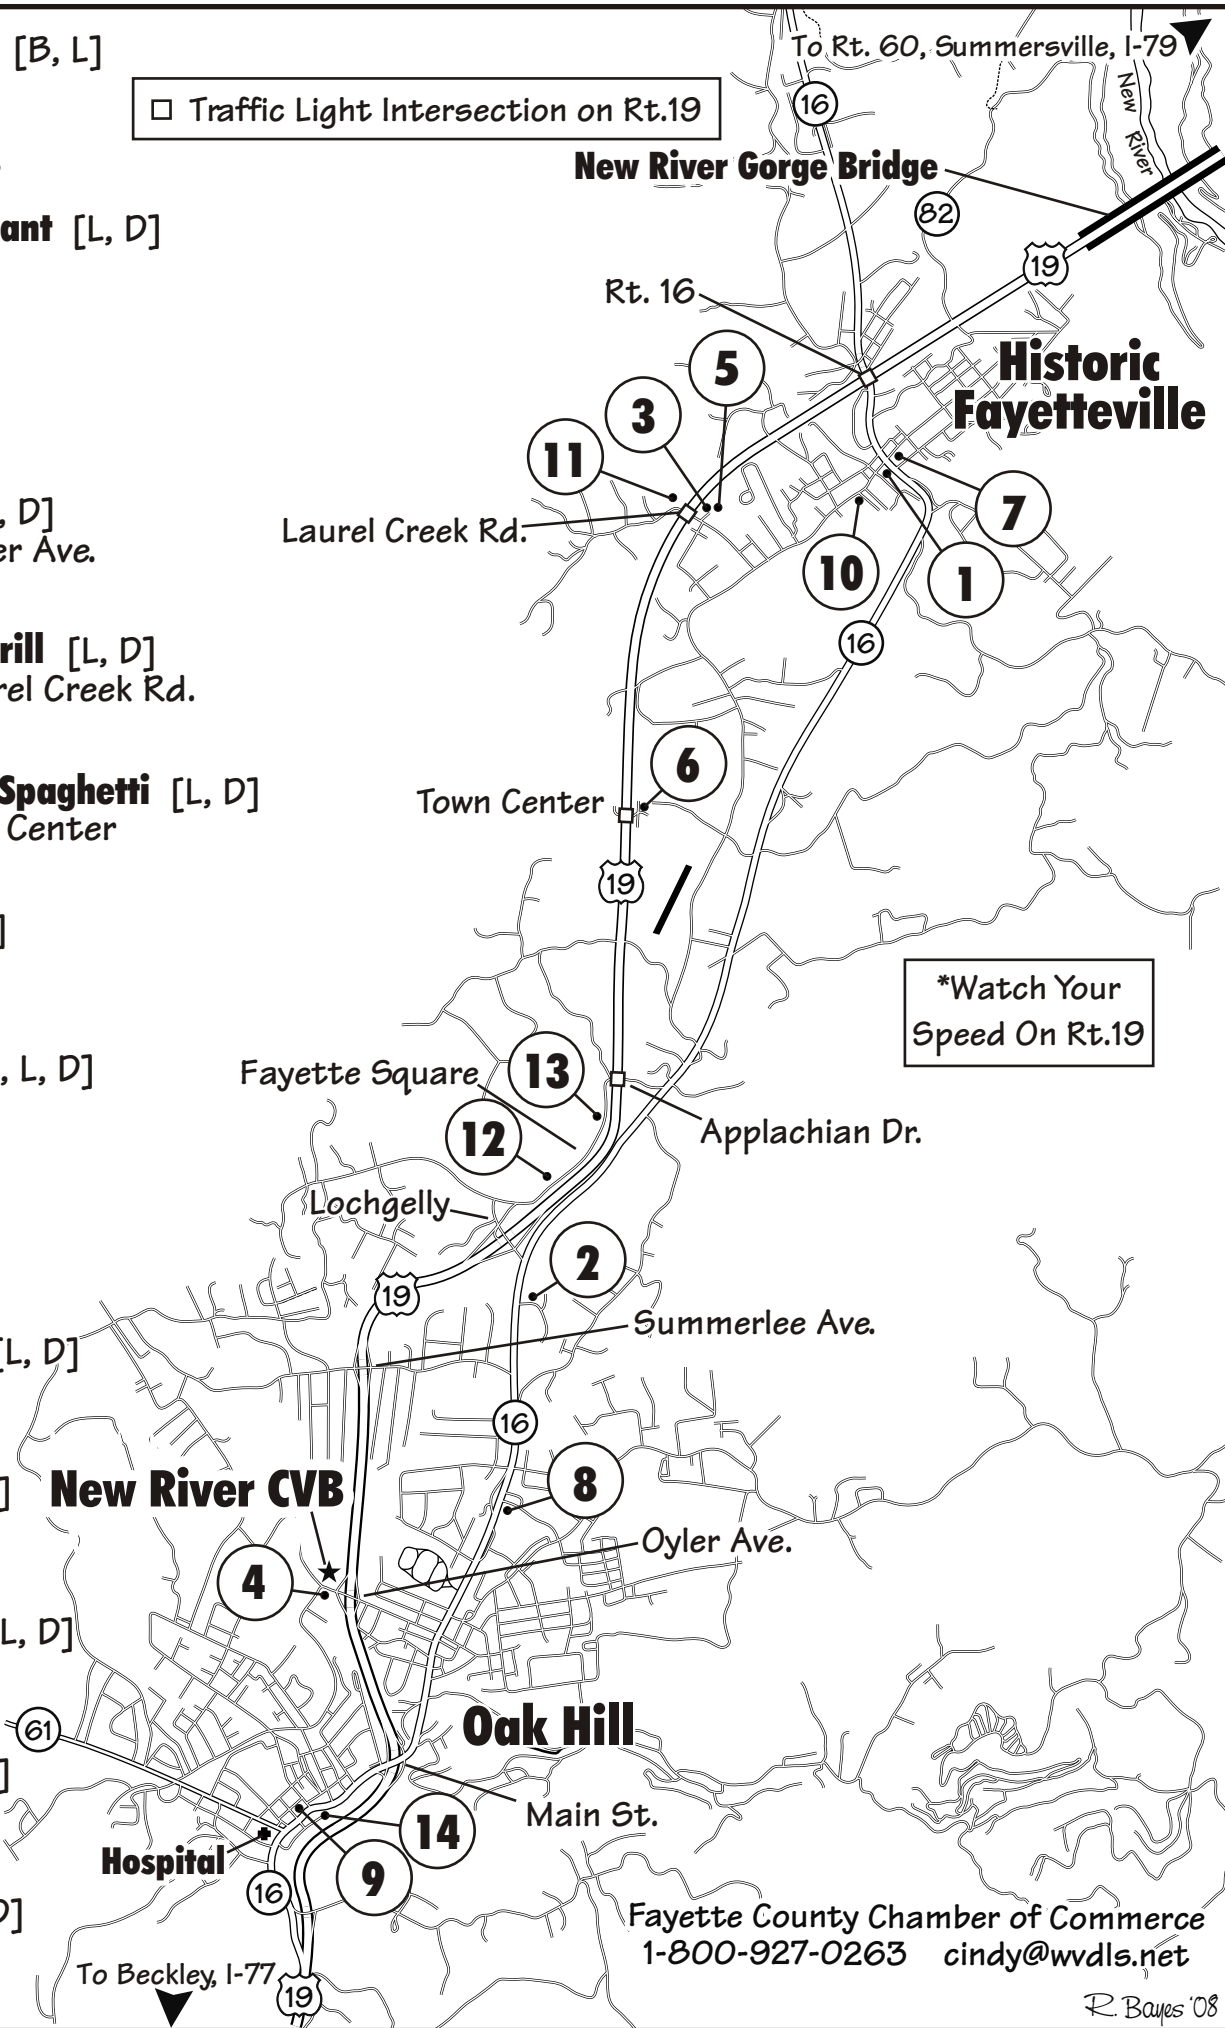 [B, L]
ant [L, D]
, D]
er Ave.
rill [L, D]
rel Creek Rd.
Spaghetti [L, D]
Center
]
, L, D]
[L, D]
]
L, D]
]
D]
□ Traffic Light Intersection on Rt.19
To Rt. 60, Summersville, I-79
New River
16
New River Gorge Bridge
82
19
Rt. 16
Historic
Fayetteville
5
3
11
Laurel Creek Rd.
7
10
1
16
6
Town Center
19
*Watch Your
Speed On Rt.19
Fayette Square
13
12
Applachian Dr.
Lochgelly
2
19
Summerlee Ave.
16
New River CVB
8
Oyler Ave.
4
61
Oak Hill
Main St.
14
Hospital
9
16
To Beckley, I-77
19
Fayette County Chamber of Commerce
1-800-927-0263 cindy@wvdls.net
R. Bayes '08